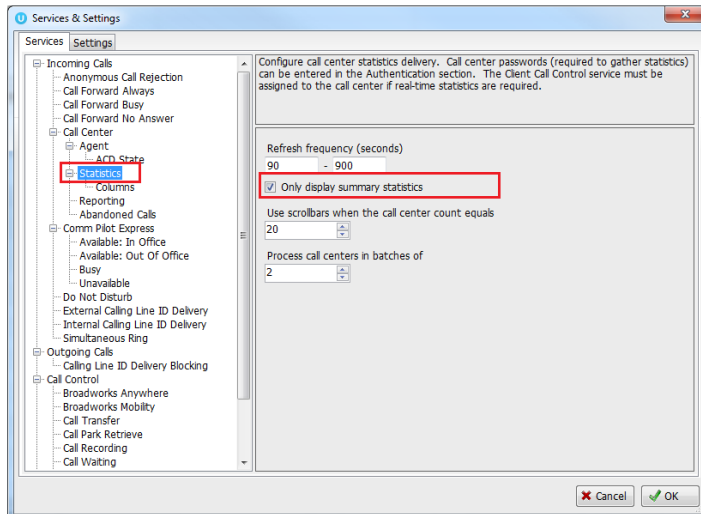 Services & Settings
Services Settings
Incoming Calls
Anonymous Call Rejection
Call Forward Always
Call Forward Busy
Call Forward No Answer
Call Center
Agent
ACD State
Statistics
Columns
Reporting
Abandoned Calls
Comm Pilot Express
Available: In Office
Available: Out Of Office
Busy
Unavailable
Do Not Disturb
External Calling Line ID Delivery
Internal Calling Line ID Delivery
Simultaneous Ring
Outgoing Calls
Calling Line ID Delivery Blocking
Call Control
Broadworks Anywhere
Broadworks Mobility
Call Transfer
Call Park Retrieve
Call Recording
Call Waiting
Configure call center statistics delivery. Call center passwords (required to gather statistics)
can be entered in the Authentication section. The Client Call Control service must be
assigned to the call center if real-time statistics are required.
Refresh frequency (seconds)
90 - 900
Only display summary statistics
Use scrollbars when the call center count equals
20
Process call centers in batches of
2
Cancel OK